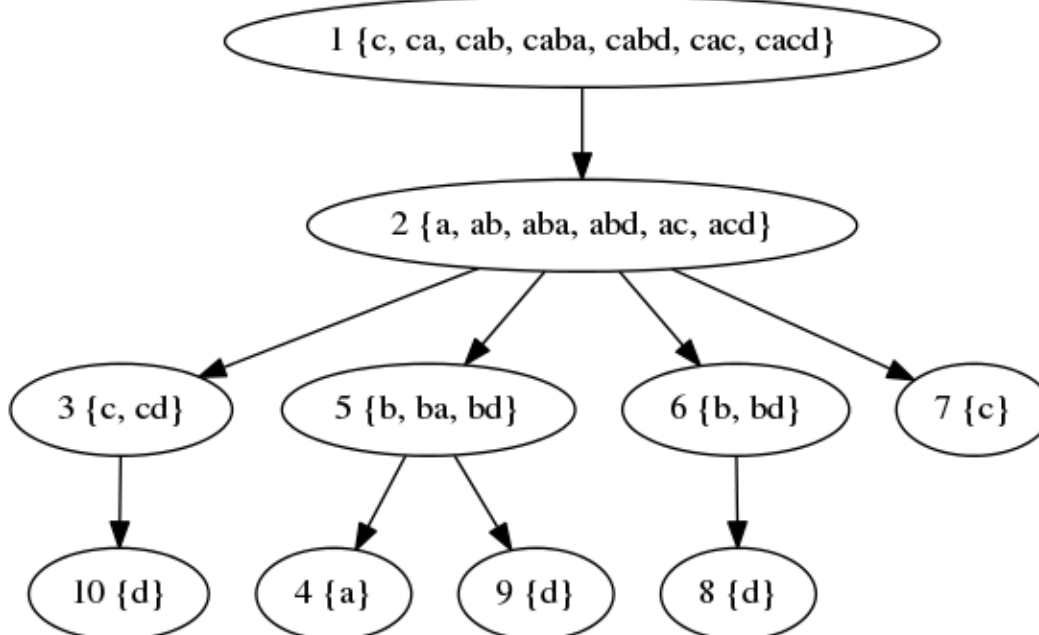 1 {c, ca, cab, caba, cabd, cac, cacd}
2 {a, ab, aba, abd, ac, acd}
3 {c, cd}
5 {b, ba, bd}
6 {b, bd}
7 {c}
10 {d}
4 {a}
9 {d}
8 {d}